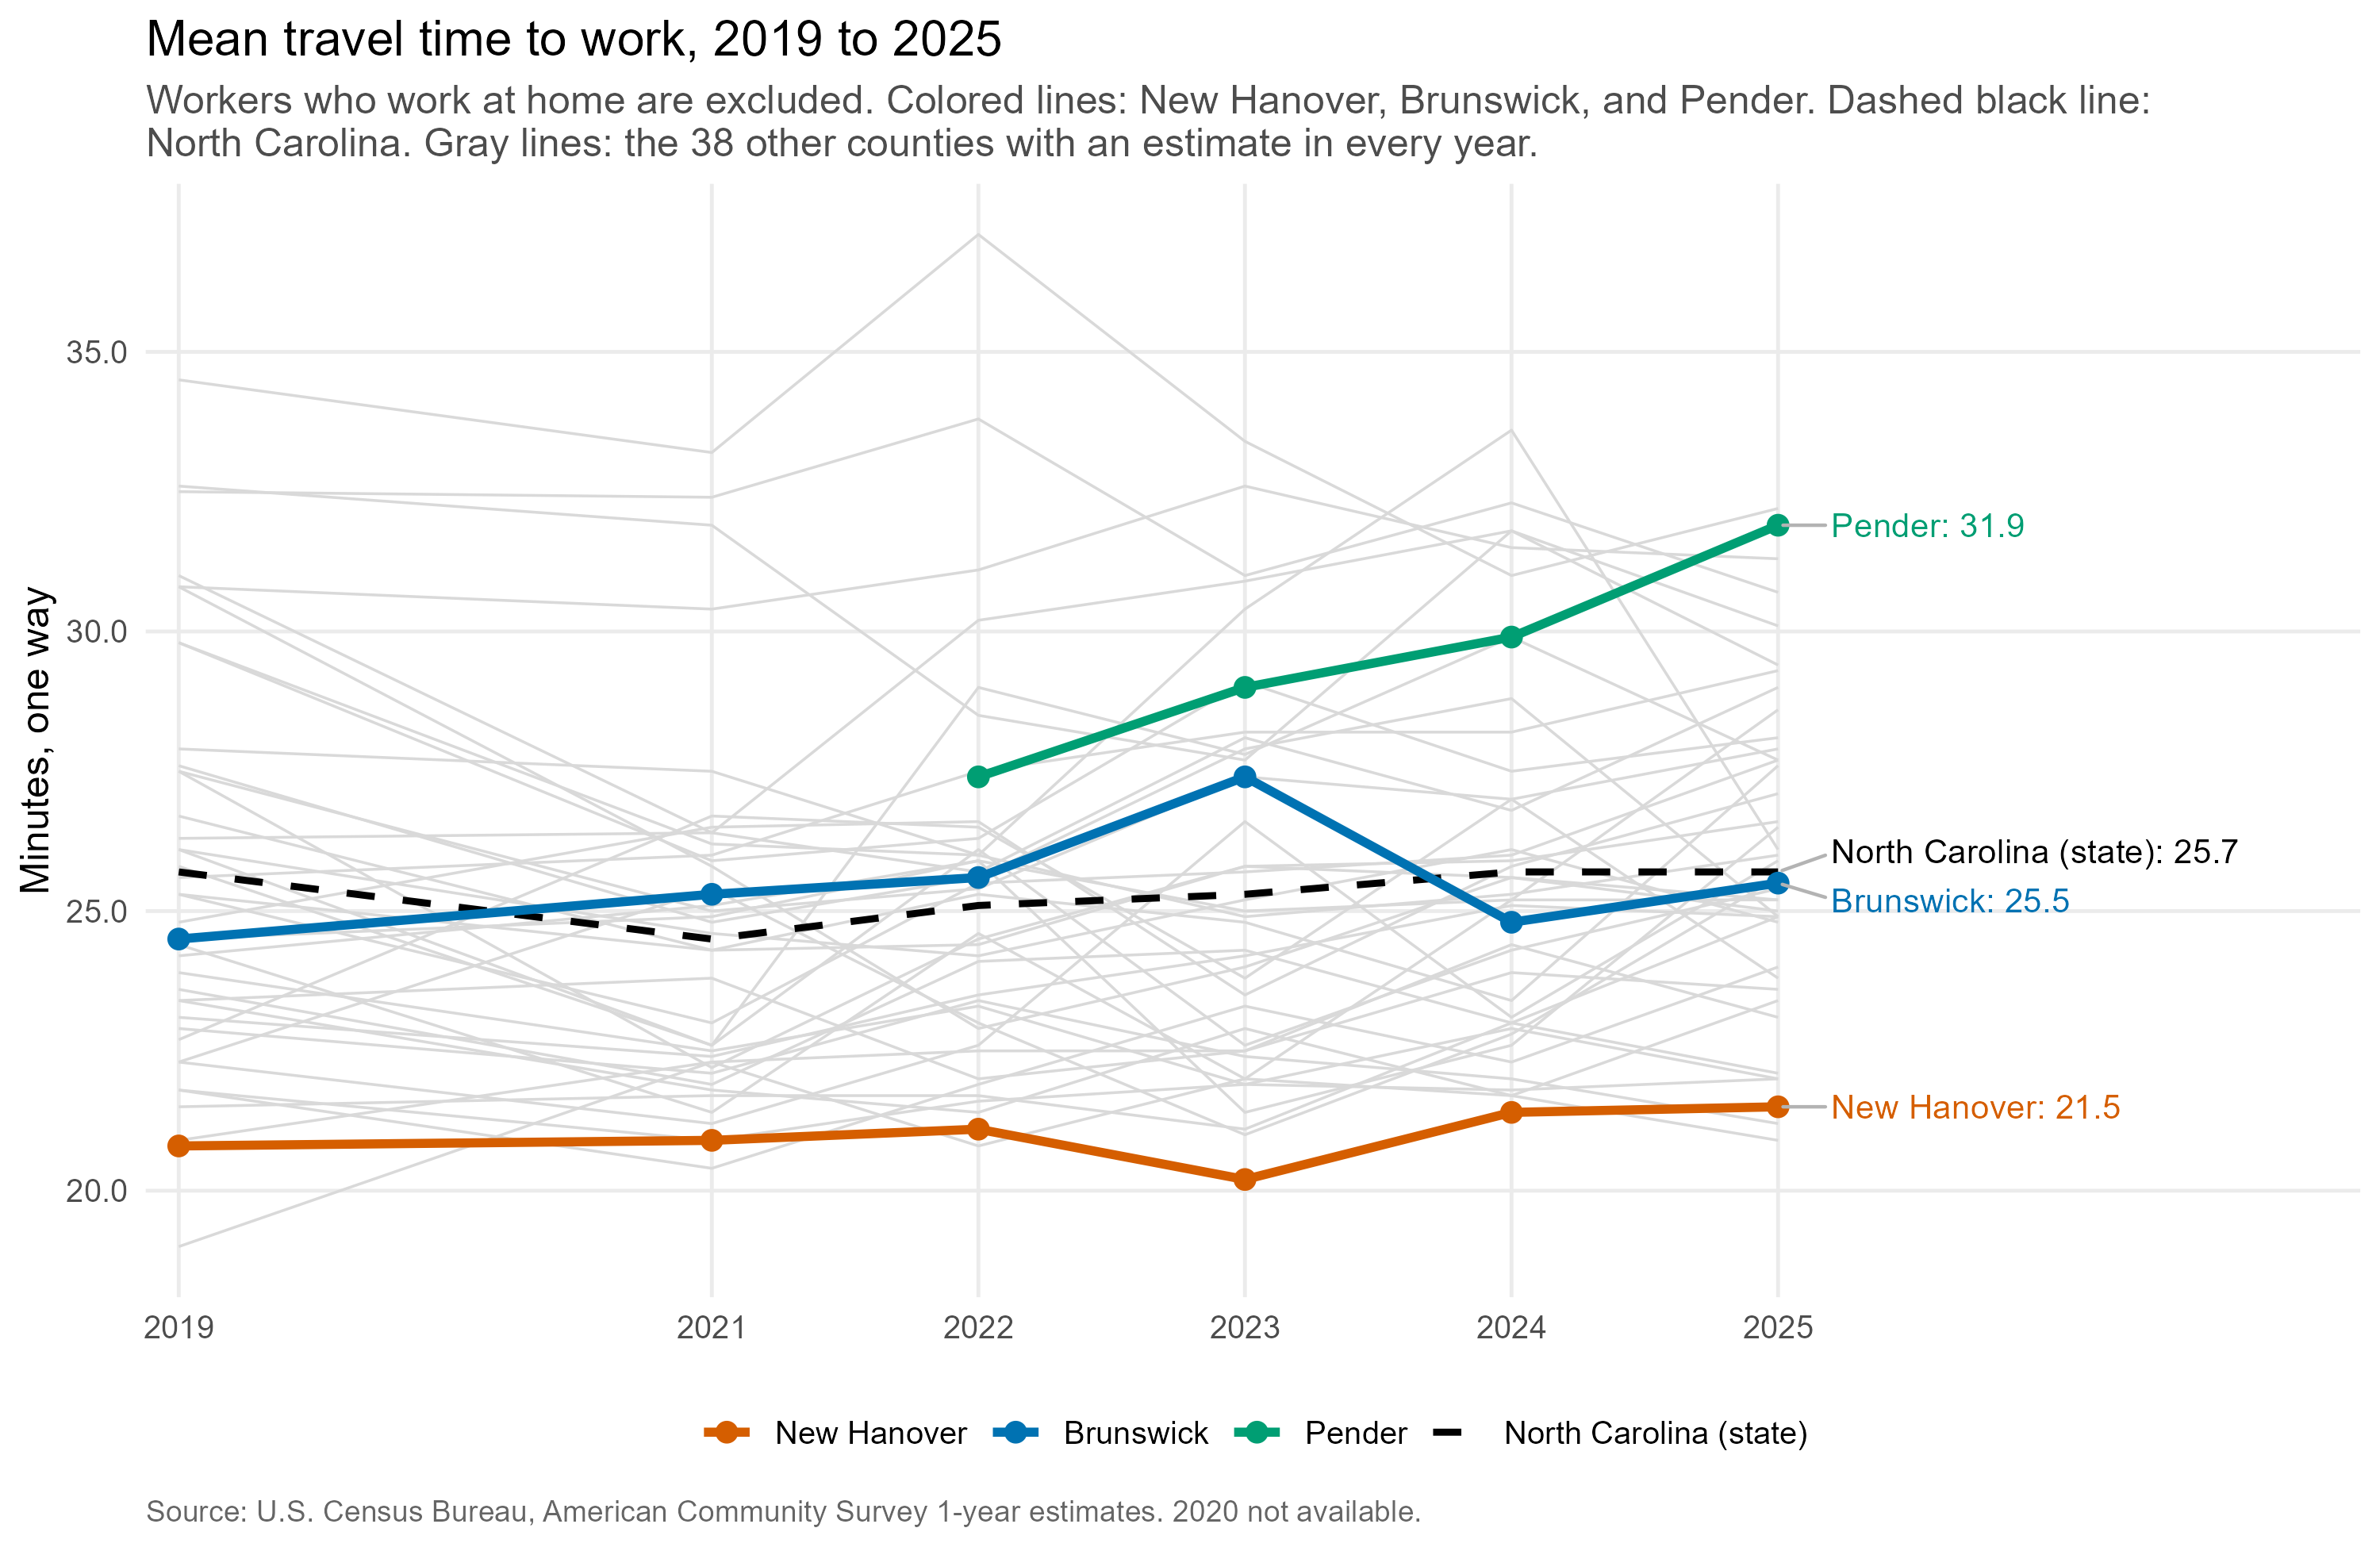 Mean travel time to work, 2019 to 2025
Workers who work at home are excluded. Colored lines: New Hanover, Brunswick, and Pender. Dashed black line:
North Carolina. Gray lines: the 38 other counties with an estimate in every year.
Minutes, one way
35.0
30.0
25.0
20.0
Pender: 31.9
North Carolina (state): 25.7
Brunswick: 25.5
New Hanover: 21.5
2019 2021 2022 2023 2024 2025
New Hanover Brunswick Pender North Carolina (state)
Source: U.S. Census Bureau, American Community Survey 1-year estimates. 2020 not available.